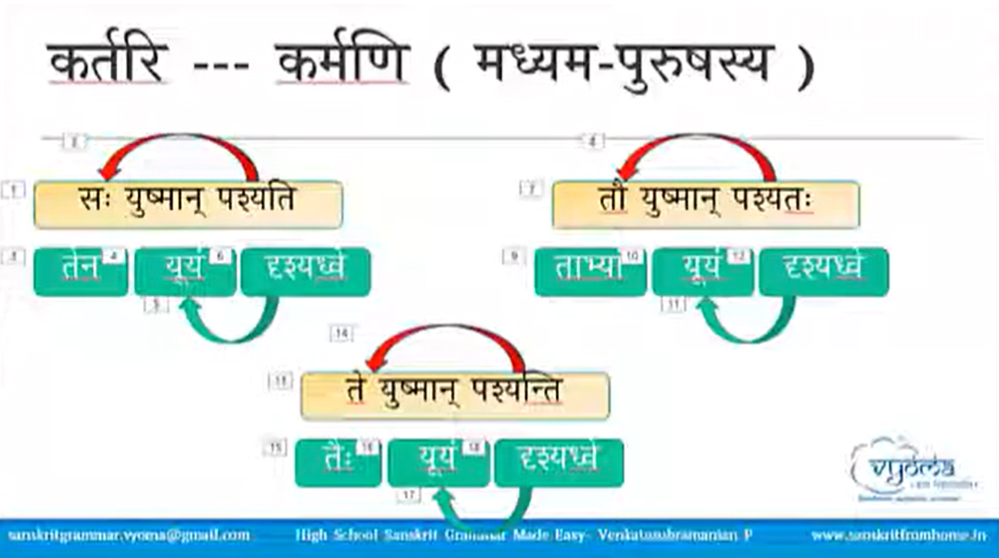 कर्तरि --- कर्मणि ( मध्यम-पुरुषस्य )
2
6
1
सः युष्मान् पश्यति
7
तौ युष्मान् पश्यतः
3
तेन 4 यूयं 6 दृश्यध्वे
9
ताभ्यां 10 यूयं 12 दृश्यध्वे
5
11
14
13
ते युष्मान् पश्यन्ति
15
तैः 16 यूयं 18 दृश्यध्वे
17
vyoma
sanskritgrammar.vyoma@gmail.com
High School Sanskrit Grammar Made Easy- Venkatasubramanian P
www.sanskritfromhome.in